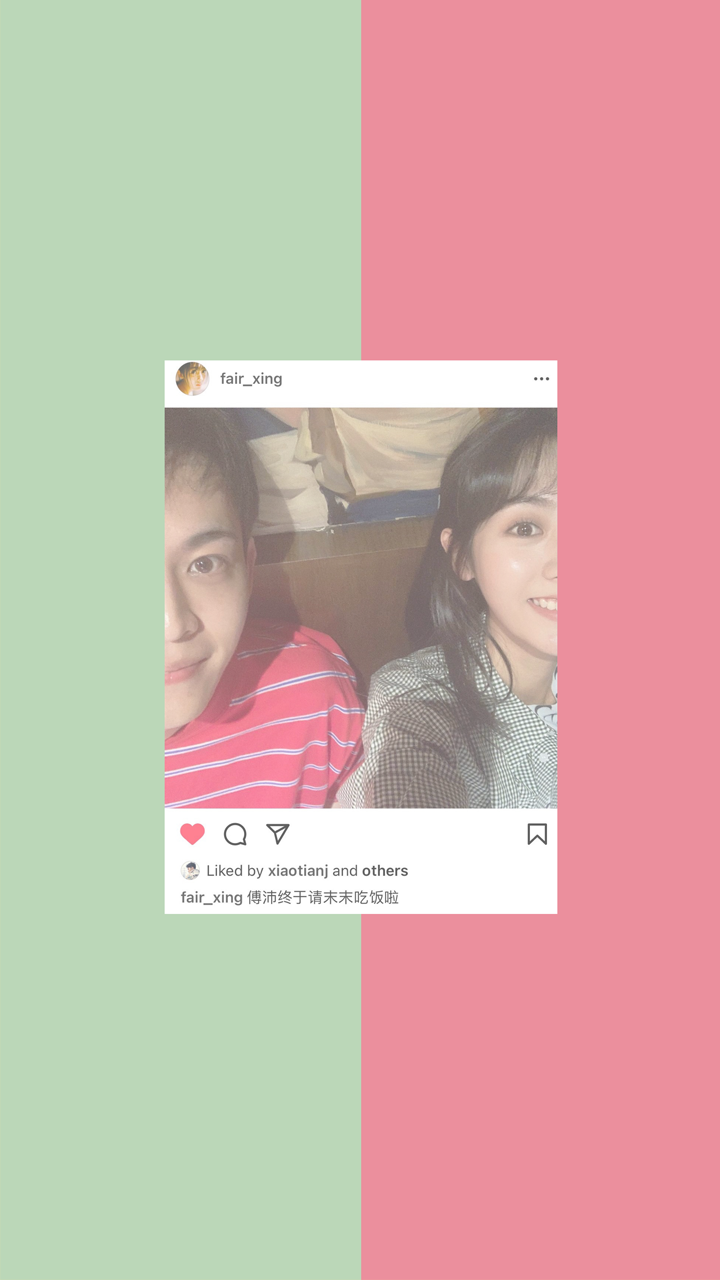 fair_xing
Liked by xiaotianj and others
fair_xing 傅沛终于请末末吃饭啦